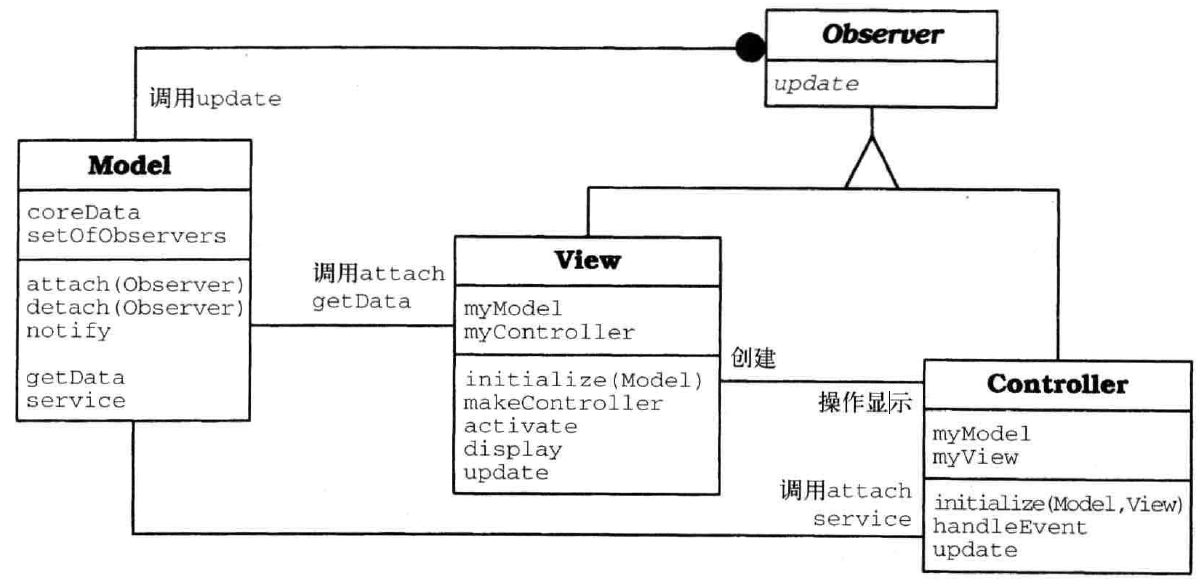 Observer
update
调用update
Model
coreData
setOfObservers
attach(Observer)
detach(Observer)
notify
getData
service
调用attach
getData
View
myModel
myController
initialize(Model)
makeController
activate
display
update
创建
操作显示
Controller
myModel
myView
initialize(Model,View)
handleEvent
update
调用attach
service